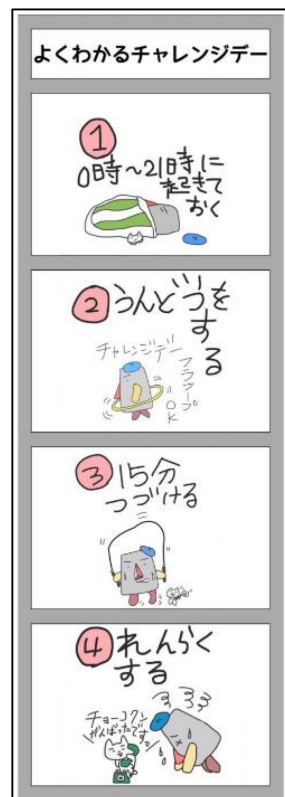 よくわかるチャレンジデー
1
0時～21時に
起きて
おく
2 うんどうを
する
チャレンジデー
フラフープ
OK
3 15分
つづける
4 れんらく
する
チョーコクン
がんばったです。